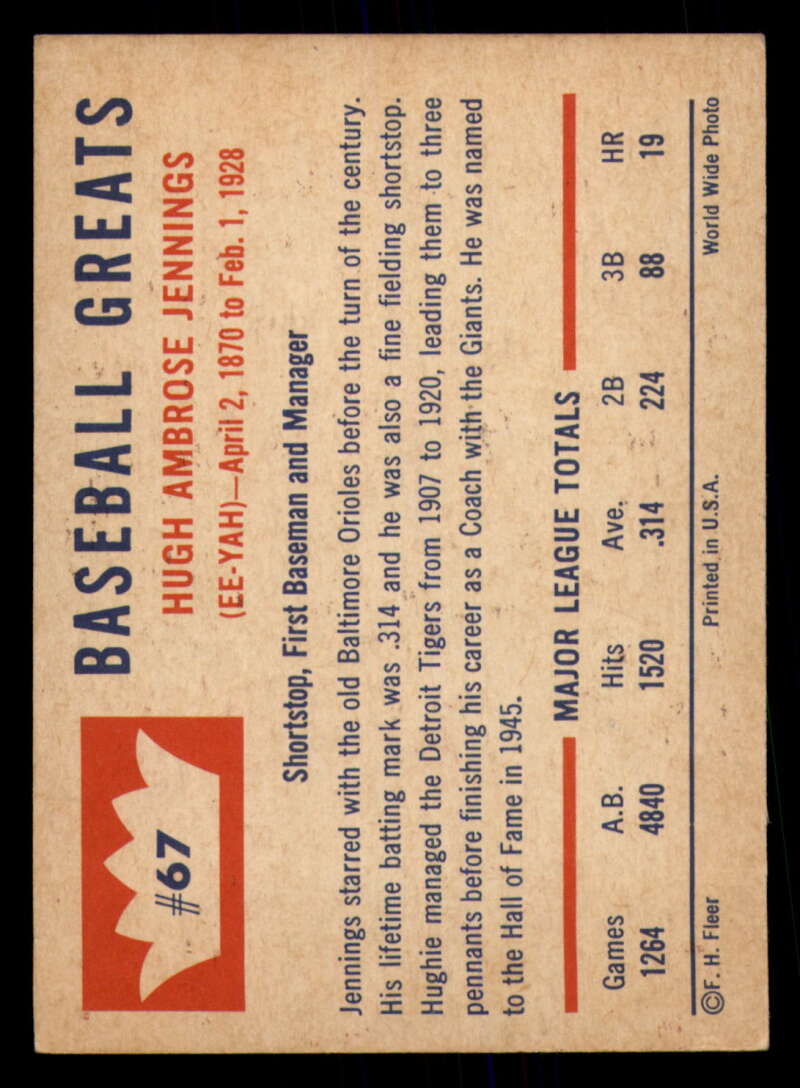 #67
BASEBALL GREATS
HUGH AMBROSE JENNINGS
(EE-YAH)—April 2, 1870 to Feb. 1, 1928
Shortstop, First Baseman and Manager
Jennings starred with the old Baltimore Orioles before the turn of the century.
His lifetime batting mark was .314 and he was also a fine fielding shortstop.
Hughie managed the Detroit Tigers from 1907 to 1920, leading them to three
pennants before finishing his career as a Coach with the Giants. He was named
to the Hall of Fame in 1945.
MAJOR LEAGUE TOTALS
Games A.B. Hits Ave. 2B 3B HR
1264 4840 1520 .314 224 88 19
©F. H. Fleer Printed in U.S.A. World Wide Photo